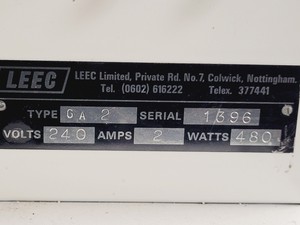 LEEC
LEEC Limited, Private Rd. No.7, Colwick, Nottingham.
Tel. (0602) 616222 Telex. 377441
TYPE GA 2 SERIAL 1396
VOLTS 240 AMPS 2 WATTS 480